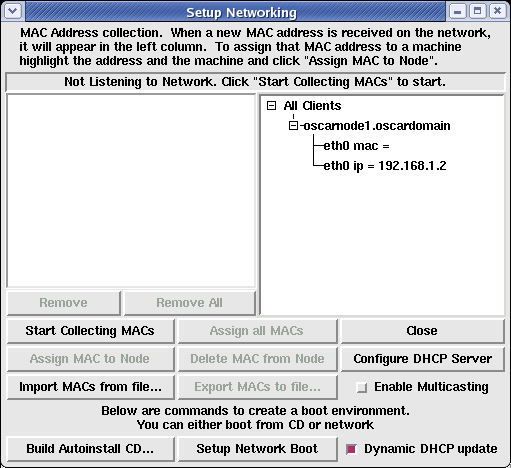 Setup Networking
MAC Address collection. When a new MAC address is received on the network,
it will appear in the left column. To assign that MAC address to a machine
highlight the address and the machine and click "Assign MAC to Node".
Not Listening to Network. Click "Start Collecting MACs" to start.
All Clients
oscarnode1.oscardomain
eth0 mac =
eth0 ip = 192.168.1.2
Remove Remove All
Start Collecting MACs Assign all MACs Close
Assign MAC to Node Delete MAC from Node Configure DHCP Server
Import MACs from file... Export MACs to file... Enable Multicasting
Below are commands to create a boot environment.
You can either boot from CD or network
Build Autoinstall CD... Setup Network Boot Dynamic DHCP update